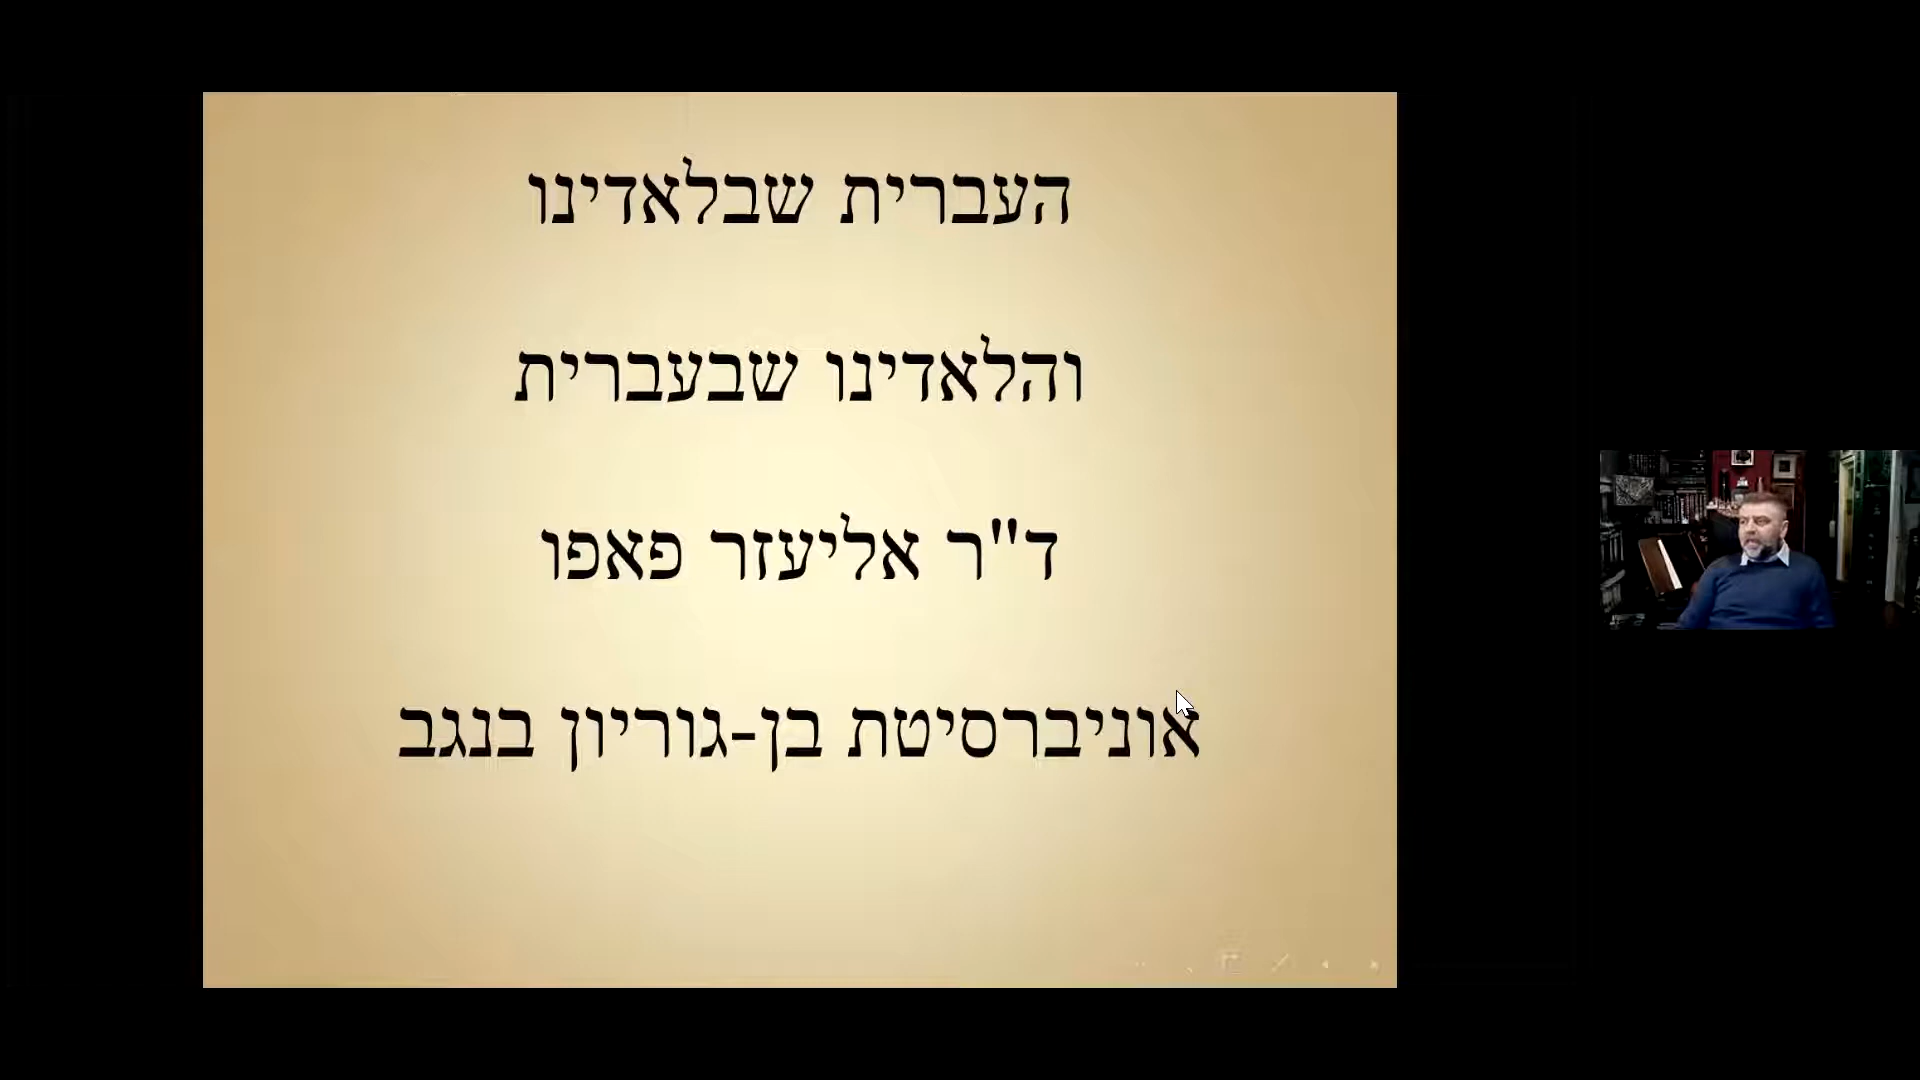 העברית שבלאדינו
והלאדינו שבעברית
ד"ר אליעזר פאפו
אוניברסיטת בן-גוריון בנגב